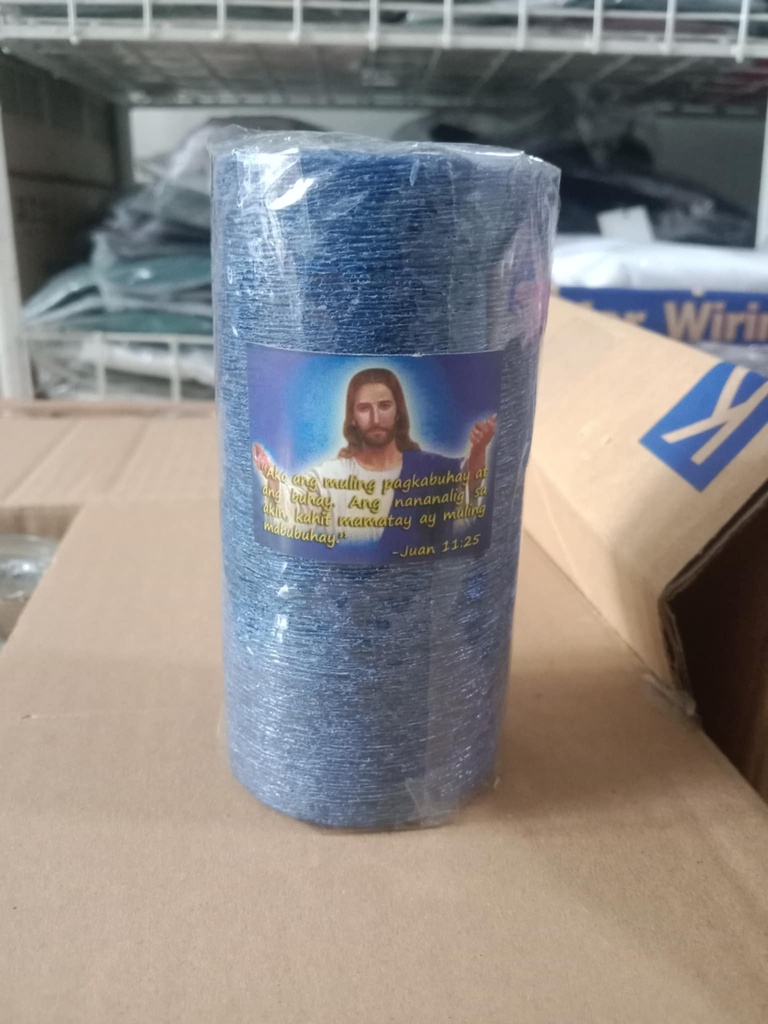 "Ako ang muling pagkabuhay at
ang buhay. Ang nananalig sa
akin, kahit mamatay ay muling
mabubuhay."
-Juan 11:25